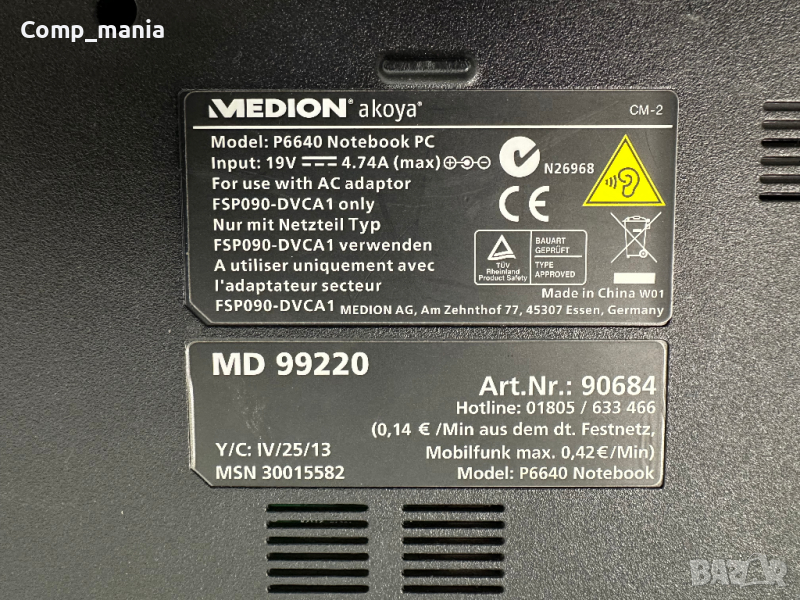 Comp_mania
MEDION® akoya®
CM-2
Model: P6640 Notebook PC
Input: 19V 4.74A (max)
For use with AC adaptor
FSP090-DVCA1 only
Nur mit Netzteil Typ
FSP090-DVCA1 verwenden
A utiliser uniquement avec
l'adaptateur secteur
FSP090-DVCA1
N26968
CE
TÜV
Rheinland
Product Safety
BAUART
GEPRÜFT
TYPE
APPROVED
Made in China W01
MEDION AG, Am Zehnthof 77, 45307 Essen, Germany
MD 99220
Art.Nr.: 90684
Hotline: 01805 / 633 466
(0,14 €/Min aus dem dt. Festnetz,
Mobilfunk max. 0,42€/Min)
Y/C: IV/25/13
MSN 30015582
Model: P6640 Notebook
BAZAR.bg